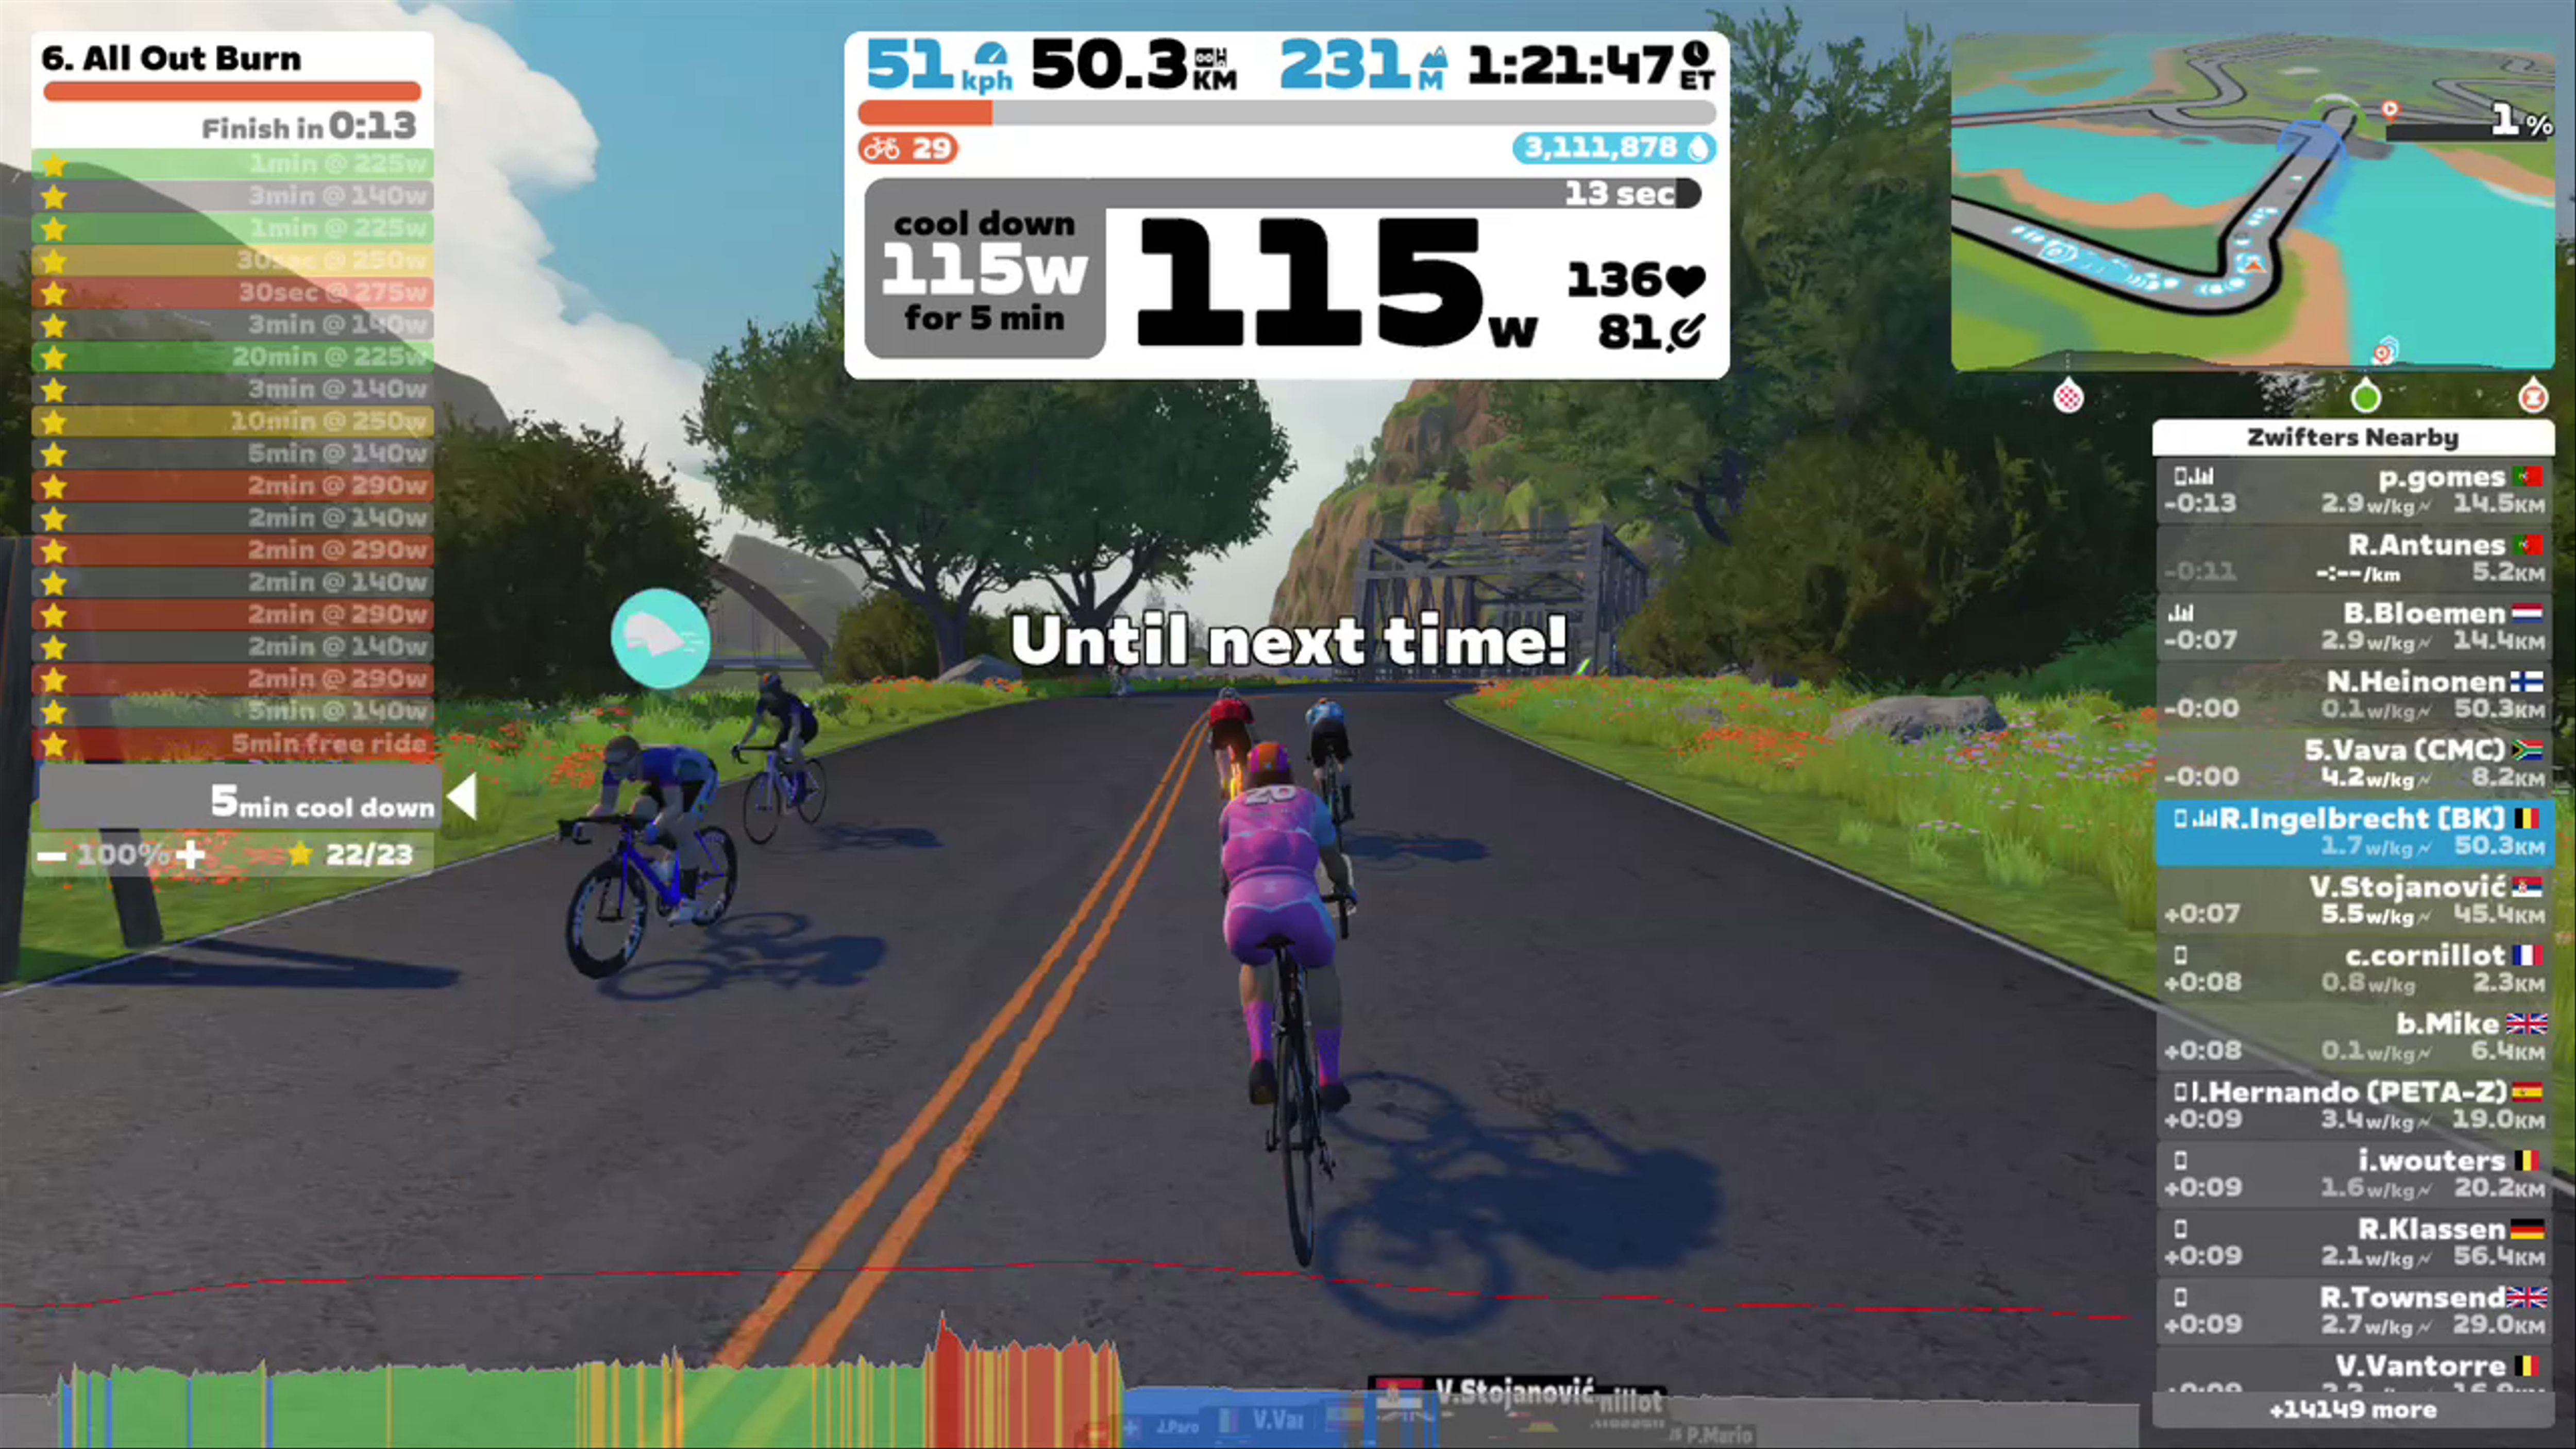 6. All Out Burn
Finish in 0:13
1min @ 225w
3min @ 140w
1min @ 225w
30sec @ 250w
30sec @ 275w
3min @ 140w
20min @ 225w
3min @ 140w
10min @ 250w
5min @ 140w
2min @ 290w
2min @ 140w
2min @ 290w
2min @ 140w
2min @ 290w
2min @ 140w
2min @ 290w
5min @ 140w
5min free ride
5min cool down
100% 22/23
51 kph 50.3 KM 231 M 1:21:47 ET
29 3,111,878
13 sec
cool down
115w
for 5 min
115 w
136
81
1 %
Until next time!
20
Zwifters Nearby
p.gomes
-0:13 2.9 w/kg 14.5KM
R.Antunes
-0:11 -:--/km 5.2KM
B.Bloemen
-0:07 2.9 w/kg 14.4KM
N.Heinonen
-0:00 0.1 w/kg 50.3KM
5.Vava (CMC)
-0:00 4.2 w/kg 8.2KM
R.Ingelbrecht [BK]
1.7 w/kg 50.3KM
V.Stojanović
+0:07 5.5 w/kg 45.4KM
c.cornillot
+0:08 0.8 w/kg 2.3KM
b.Mike
+0:08 0.1 w/kg 6.4KM
I.Hernando (PETA-Z)
+0:09 3.4 w/kg 19.0KM
i.wouters
+0:09 1.6 w/kg 20.2KM
R.Klassen
+0:09 2.1 w/kg 56.4KM
R.Townsend
+0:09 2.7 w/kg 29.0KM
V.Vantorre
+14149 more
V.Stojanović